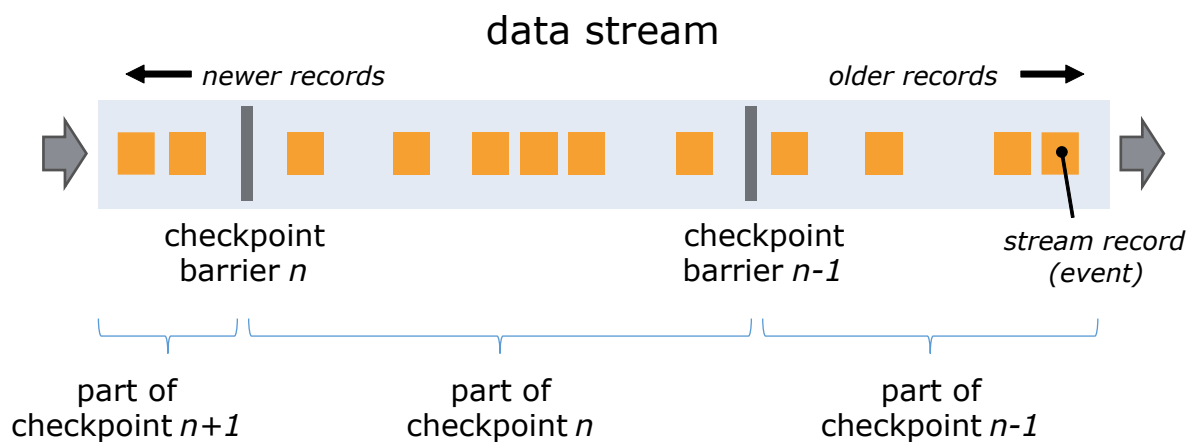 data stream
newer records
older records
checkpoint
barrier n
checkpoint
barrier n-1
stream record
(event)
part of
checkpoint n+1
part of
checkpoint n
part of
checkpoint n-1